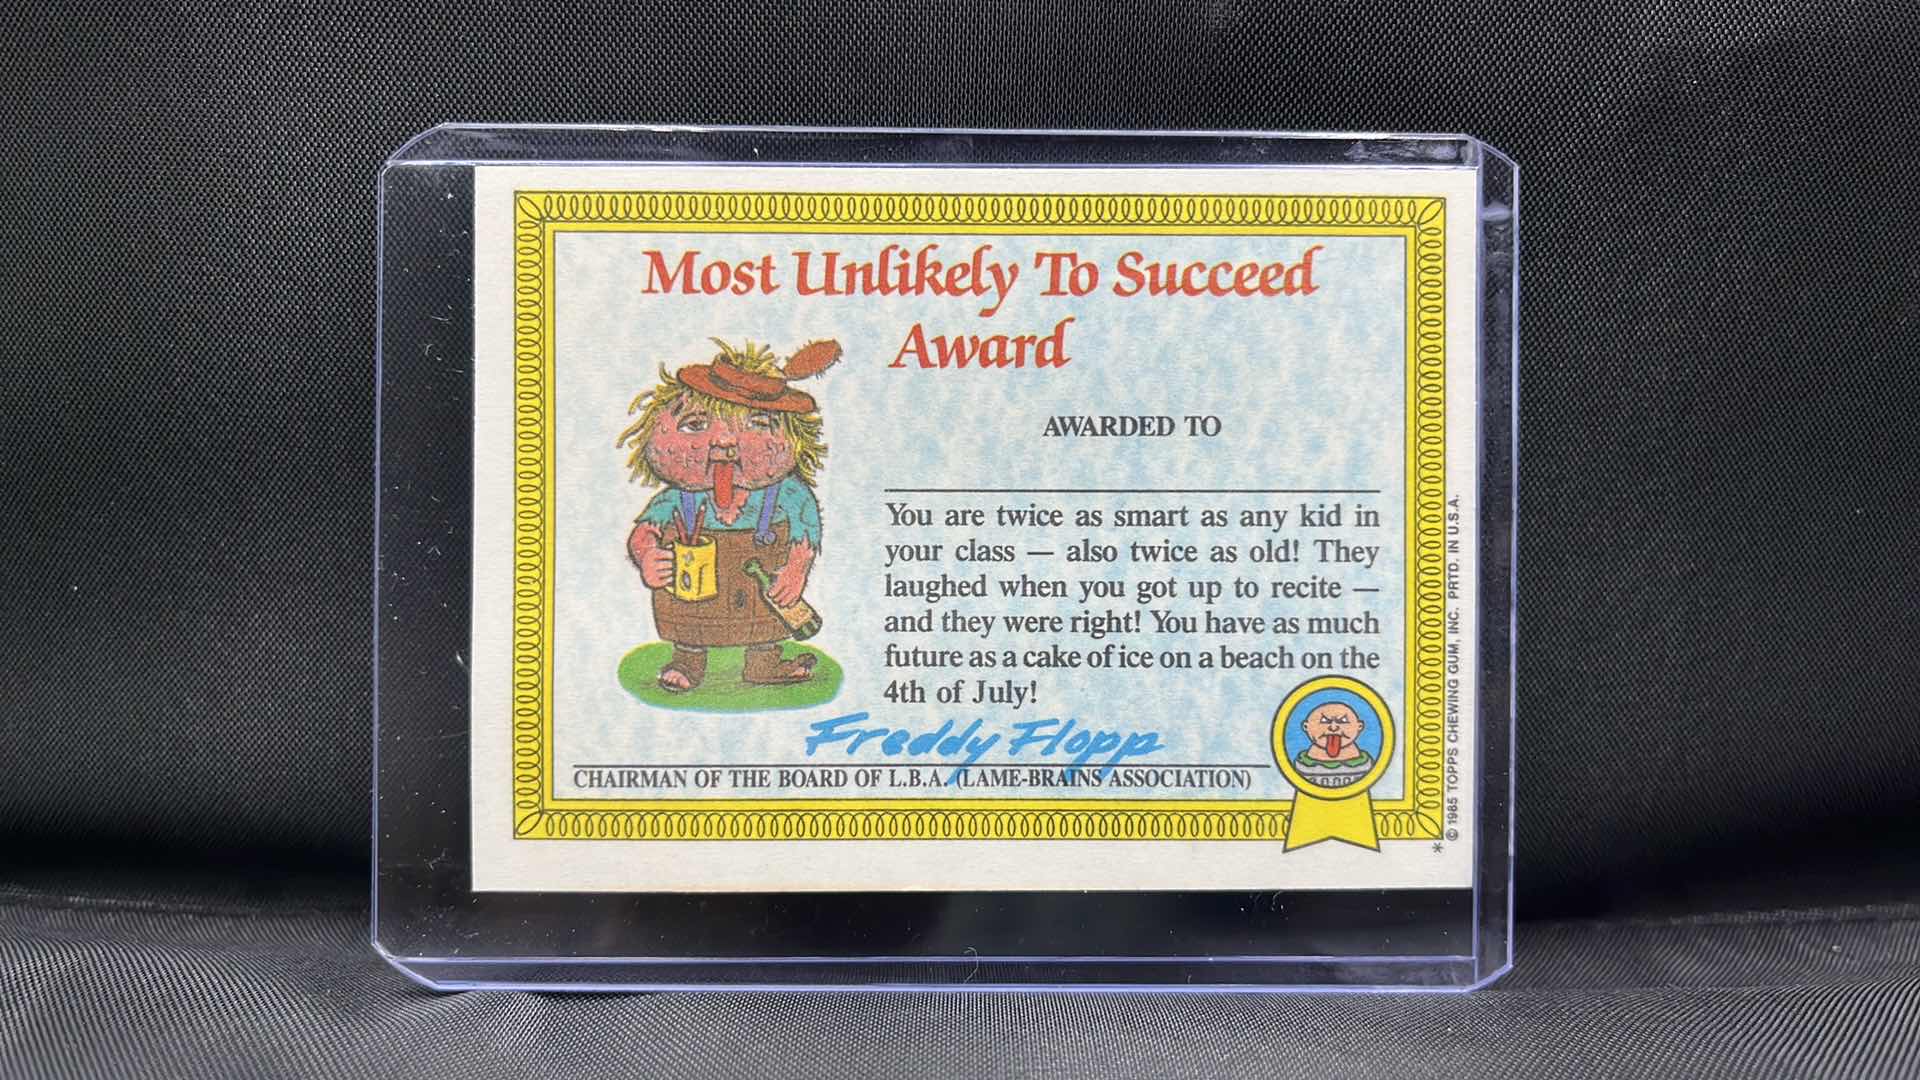 Most Unlikely To Succeed
Award
AWARDED TO
You are twice as smart as any kid in
your class — also twice as old! They
laughed when you got up to recite —
and they were right! You have as much
future as a cake of ice on a beach on the
4th of July!
Freddy Flopp
CHAIRMAN OF THE BOARD OF L.B.A. (LAME-BRAINS ASSOCIATION)
* © 1985 TOPPS CHEWING GUM, INC. PRTD. IN U.S.A.